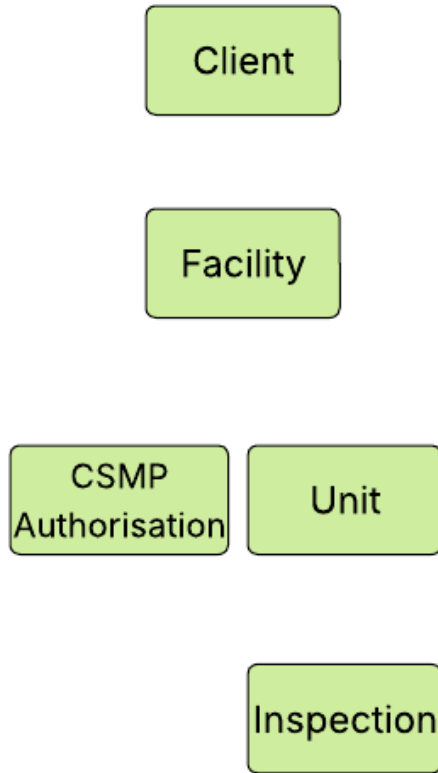 Client
Facility
CSMP
Authorisation
Unit
Inspection